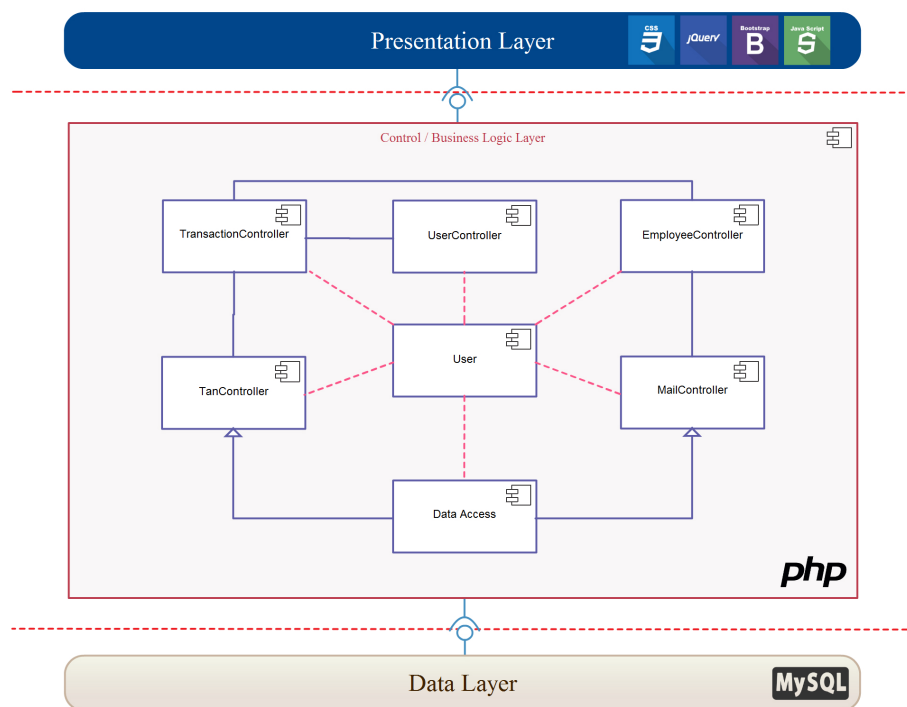 Presentation Layer
CSS
3
jQuery
Bootstrap
B
Java Script
S
Control / Business Logic Layer
TransactionController
UserController
EmployeeController
User
TanController
MailController
Data Access
php
Data Layer
MySQL